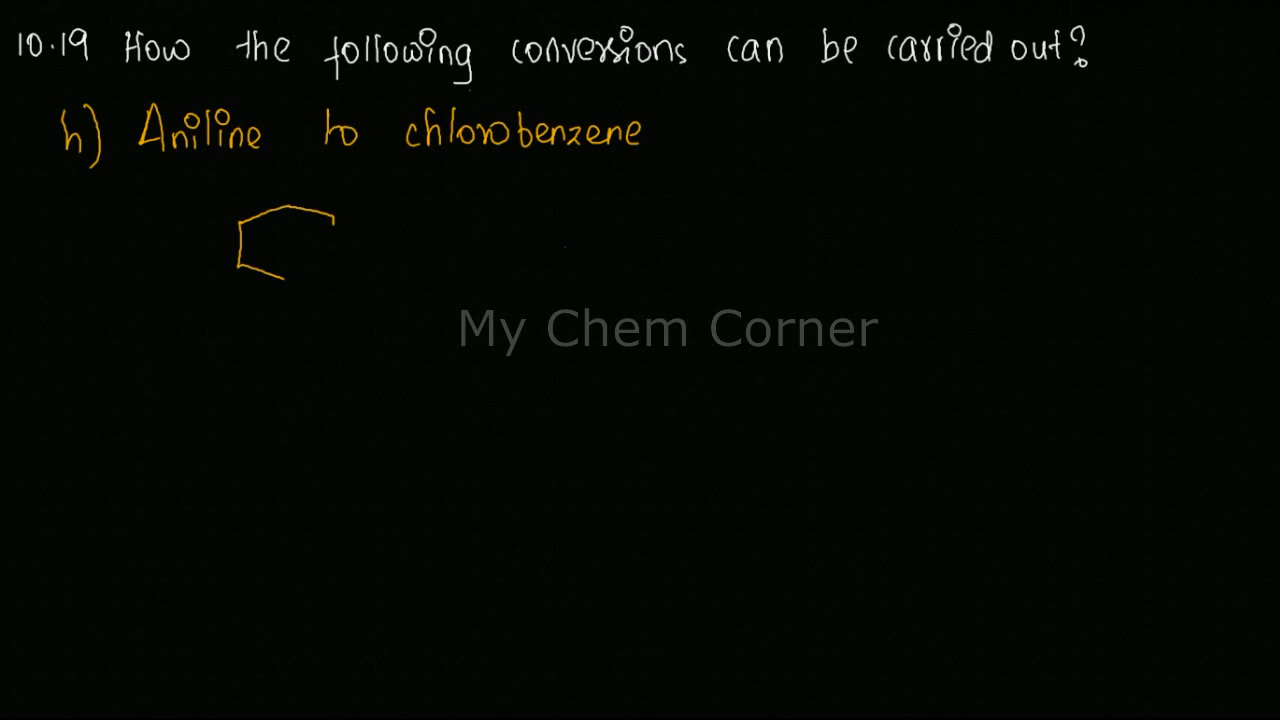 10.19 How the following conversions can be carried out?
h) Aniline to chlorobenzene
My Chem Corner